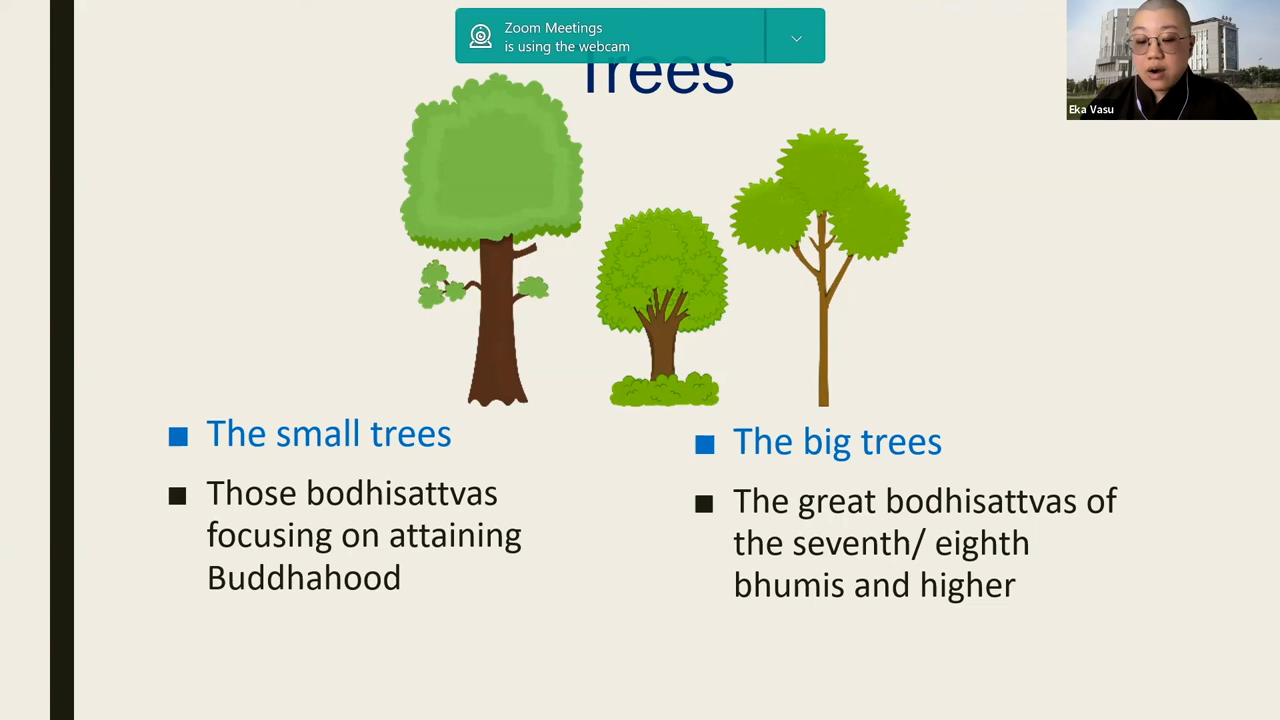 Zoom Meetings
is using the webcam
Trees
Eka Vasu
The small trees
Those bodhisattvas
focusing on attaining
Buddhahood
The big trees
The great bodhisattvas of
the seventh/ eighth
bhumis and higher